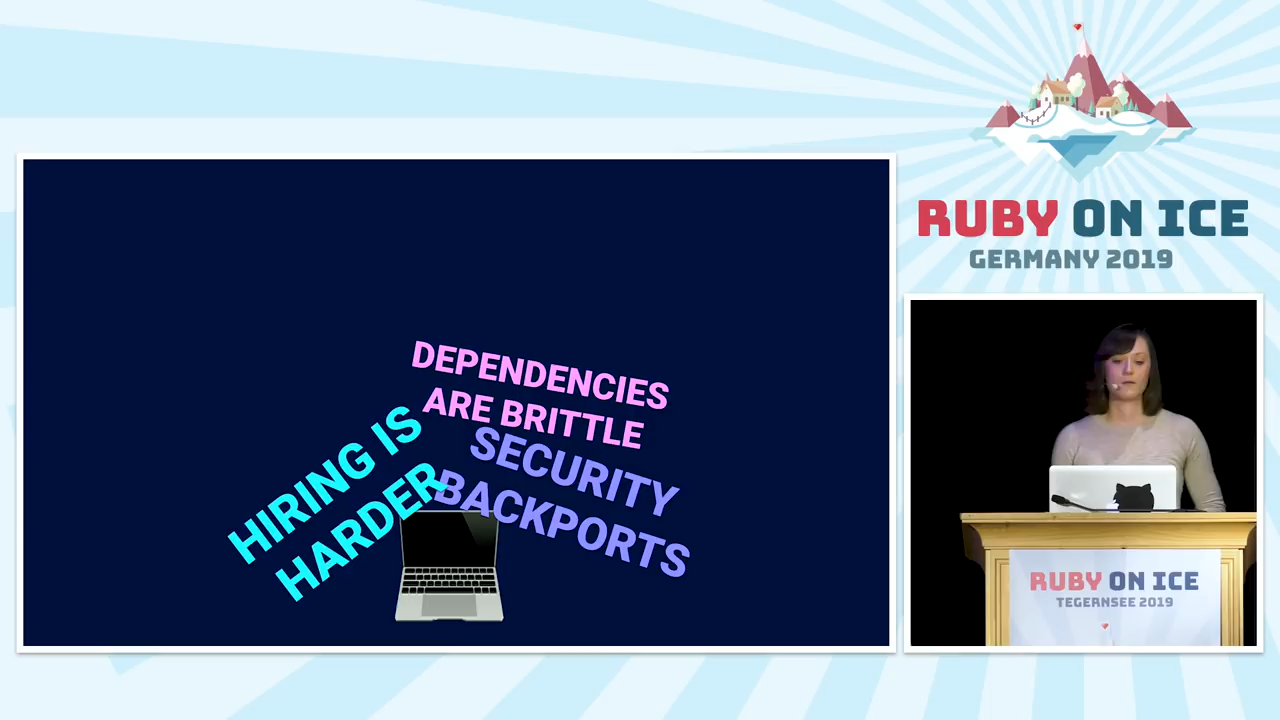 RUBY ON ICE
GERMANY 2019
DEPENDENCIES
ARE BRITTLE
HIRING IS
HARDER
SECURITY
BACKPORTS
RUBY ON ICE
TEGERNSEE 2019